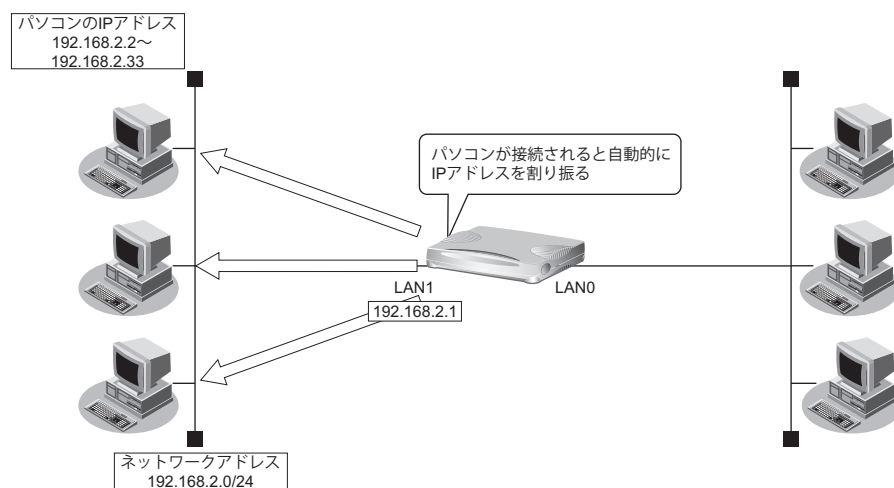 パソコンのIPアドレス
192.168.2.2～
192.168.2.33
パソコンが接続されると自動的に
IPアドレスを割り振る
LAN1
LAN0
192.168.2.1
ネットワークアドレス
192.168.2.0/24